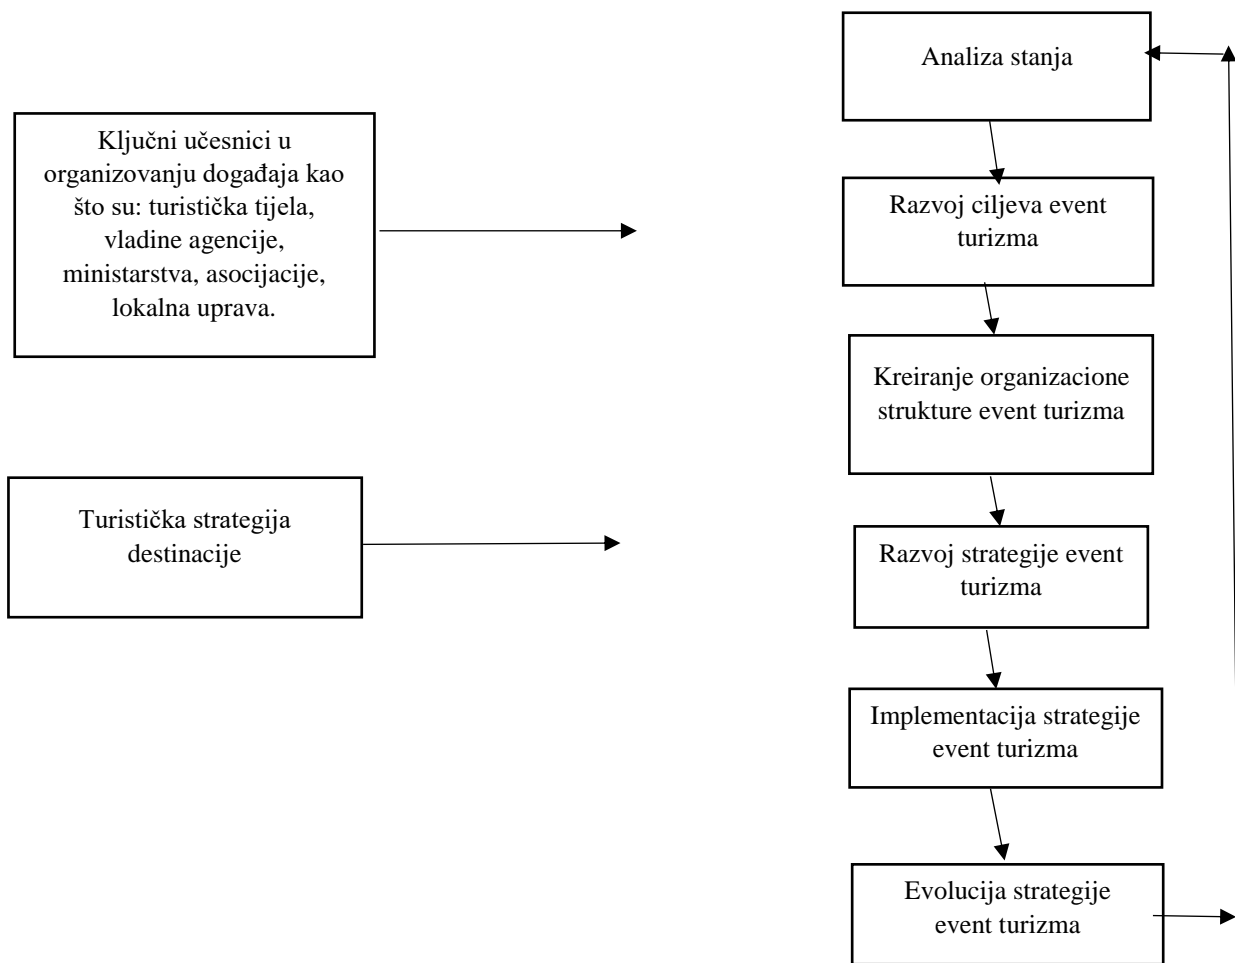 Analiza stanja
Ključni učesnici u
organizovanju događaja kao
što su: turistička tijela,
vladine agencije,
ministarstva, asocijacije,
lokalna uprava.
Razvoj ciljeva event
turizma
Kreiranje organizacione
strukture event turizma
Turistička strategija
destinacije
Razvoj strategije event
turizma
Implementacija strategije
event turizma
Evolucija strategije
event turizma